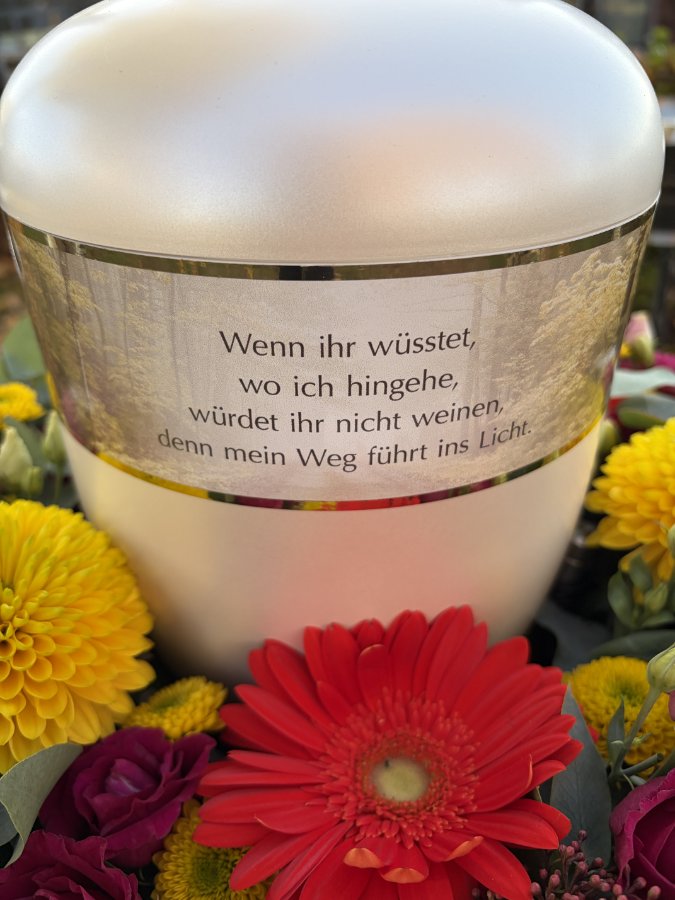 Wenn ihr wüsstet,
wo ich hingehe,
würdet ihr nicht weinen,
denn mein Weg führt ins Licht.